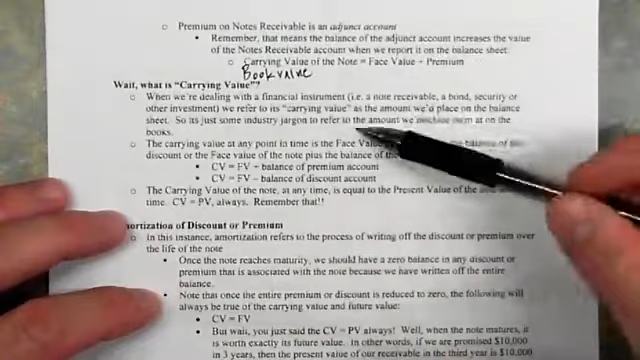 Premium on Notes Receivable is an adjunct account
Remember, that means the balance of the adjunct account increases the value
of the Notes Receivable account when we report it on the balance sheet.
Carrying Value of the Note = Face Value + Premium
Book value
Wait, what is "Carrying Value"?
When we're dealing with a financial instrument (i.e. a note receivable, a bond, security or
other investment) we refer to its "carrying value" as the amount we'd place on the balance
sheet. So its just some industry jargon to refer to the amount we at on the
books.
The carrying value at any point in time is the Face Value balance of the
discount or the Face value of the note plus the balance of the
CV = FV + balance of premium account
CV = FV – balance of discount account
The Carrying Value of the note, at any time, is equal to the Present Value of the
time. CV = PV, always. Remember that!!
of Discount or Premium
In this instance, amortization refers to the process of writing off the discount or premium over
the life of the note
Once the note reaches maturity, we should have a zero balance in any discount or
premium that is associated with the note because we have written off the entire
balance.
Note that once the entire premium or discount is reduced to zero, the following will
always be true of the carrying value and future value:
CV = FV
But wait, you just said the CV = PV always! Well, when the note matures, it
is worth exactly its future value. In other words, if we are promised $10,000
in 3 years, then the present value of our receivable in the third year is $10,000